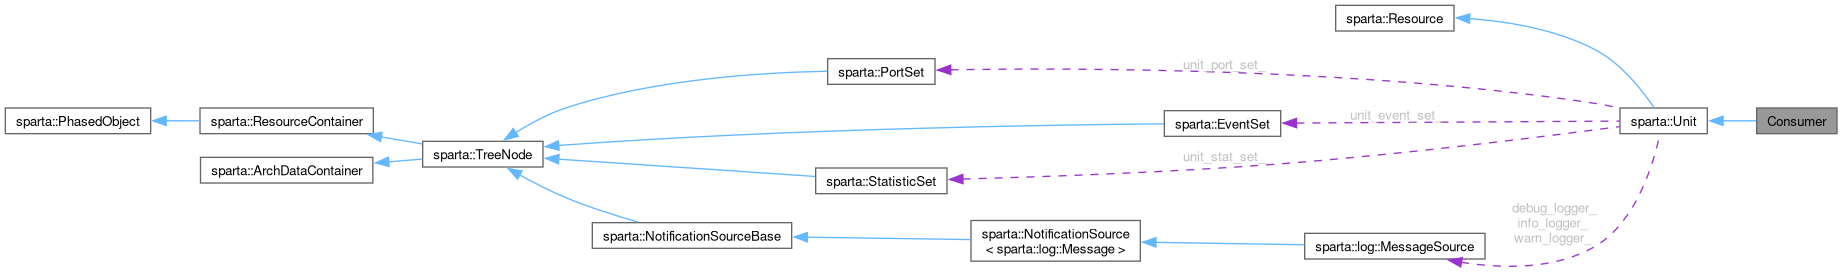 sparta::Resource
unit_port_set_
sparta::PortSet
sparta::PhasedObject
sparta::ResourceContainer
unit_event_set_
sparta::EventSet
sparta::Unit
Consumer
sparta::TreeNode
unit_stat_set_
sparta::ArchDataContainer
sparta::StatisticSet
debug_logger_
info_logger_
warn_logger_
sparta::NotificationSourceBase
sparta::NotificationSource
< sparta::log::Message >
sparta::log::MessageSource